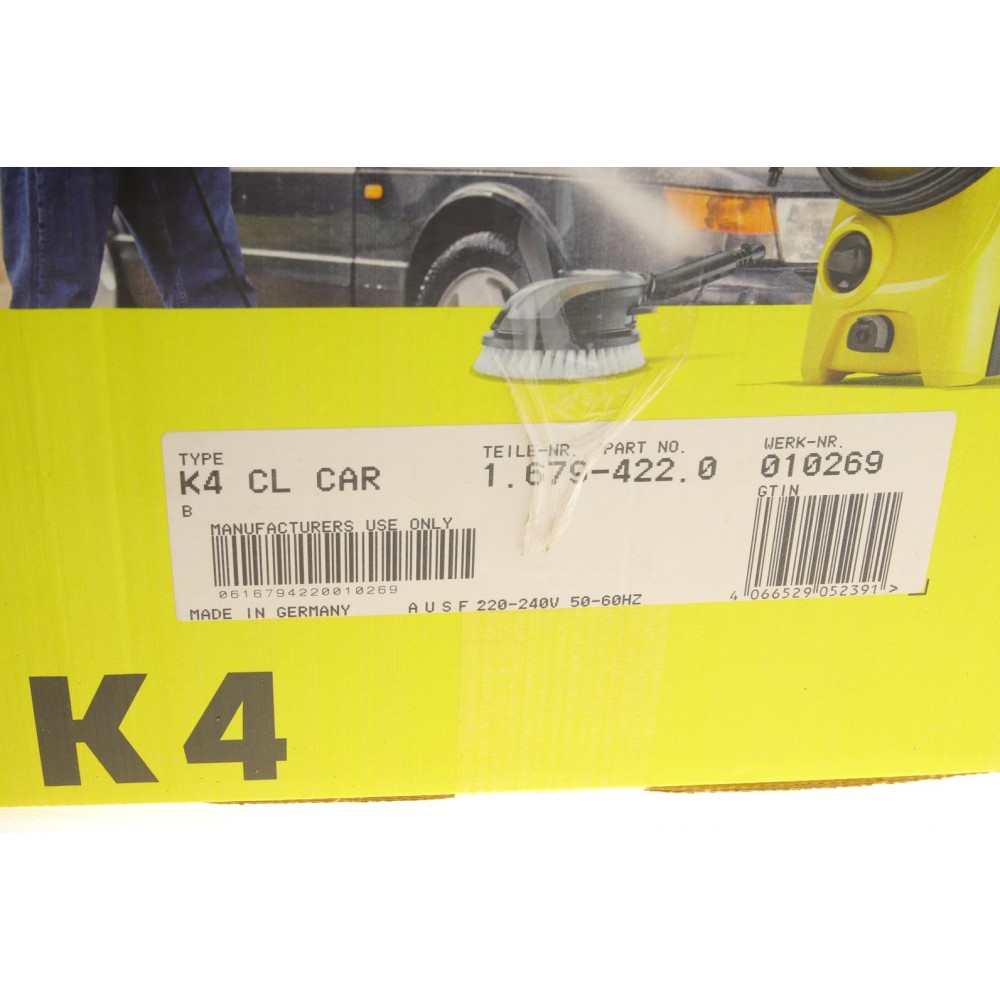 TYPE TEILE-NR. PART NO. WERK-NR.
K4 CL CAR 1.679-422.0 010269
B GTIN
MANUFACTURERS USE ONLY
0616794220010269
4 066529 052391 >
MADE IN GERMANY AUSF 220-240V 50-60HZ
K4